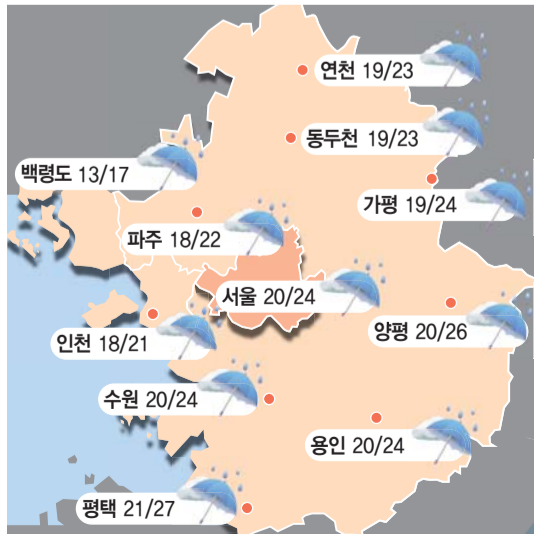 연천 19/23
동두천 19/23
백령도 13/17
가평 19/24
파주 18/22
서울 20/24
양평 20/26
인천 18/21
수원 20/24
용인 20/24
평택 21/27